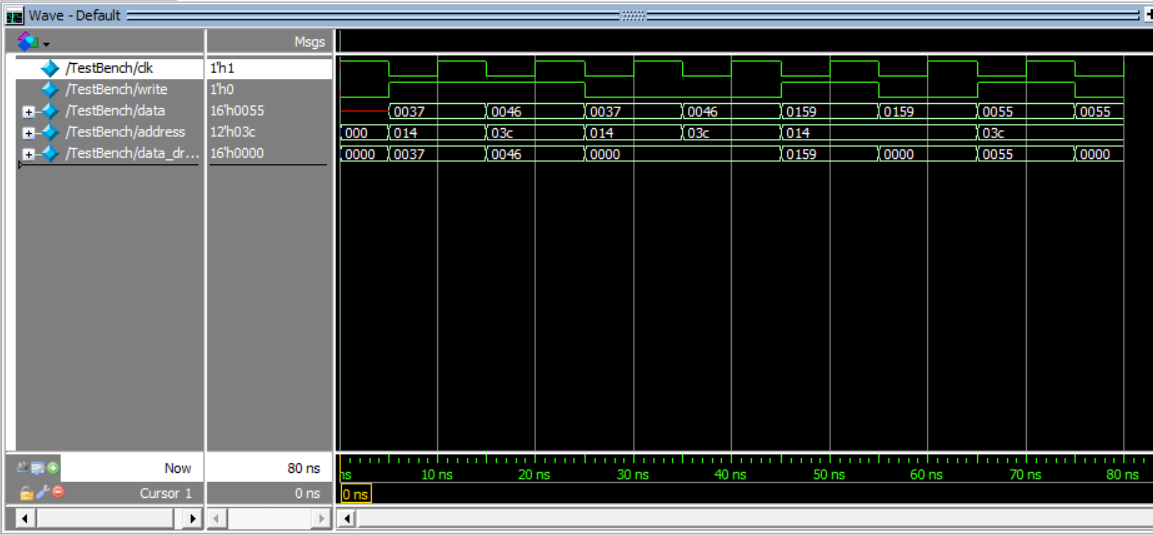 Wave - Default
Msgs
/TestBench/clk 1'h1
/TestBench/write 1'h0
/TestBench/data 16'h0055 0037 0046 0037 0046 0159 0159 0055 0055
/TestBench/address 12'h03c 000 014 03c 014 03c 014 03c
/TestBench/data_dr... 16'h0000 0000 0037 0046 0000 0159 0000 0055 0000
Now 80 ns ns 10 ns 20 ns 30 ns 40 ns 50 ns 60 ns 70 ns 80 ns
Cursor 1 0 ns 0 ns